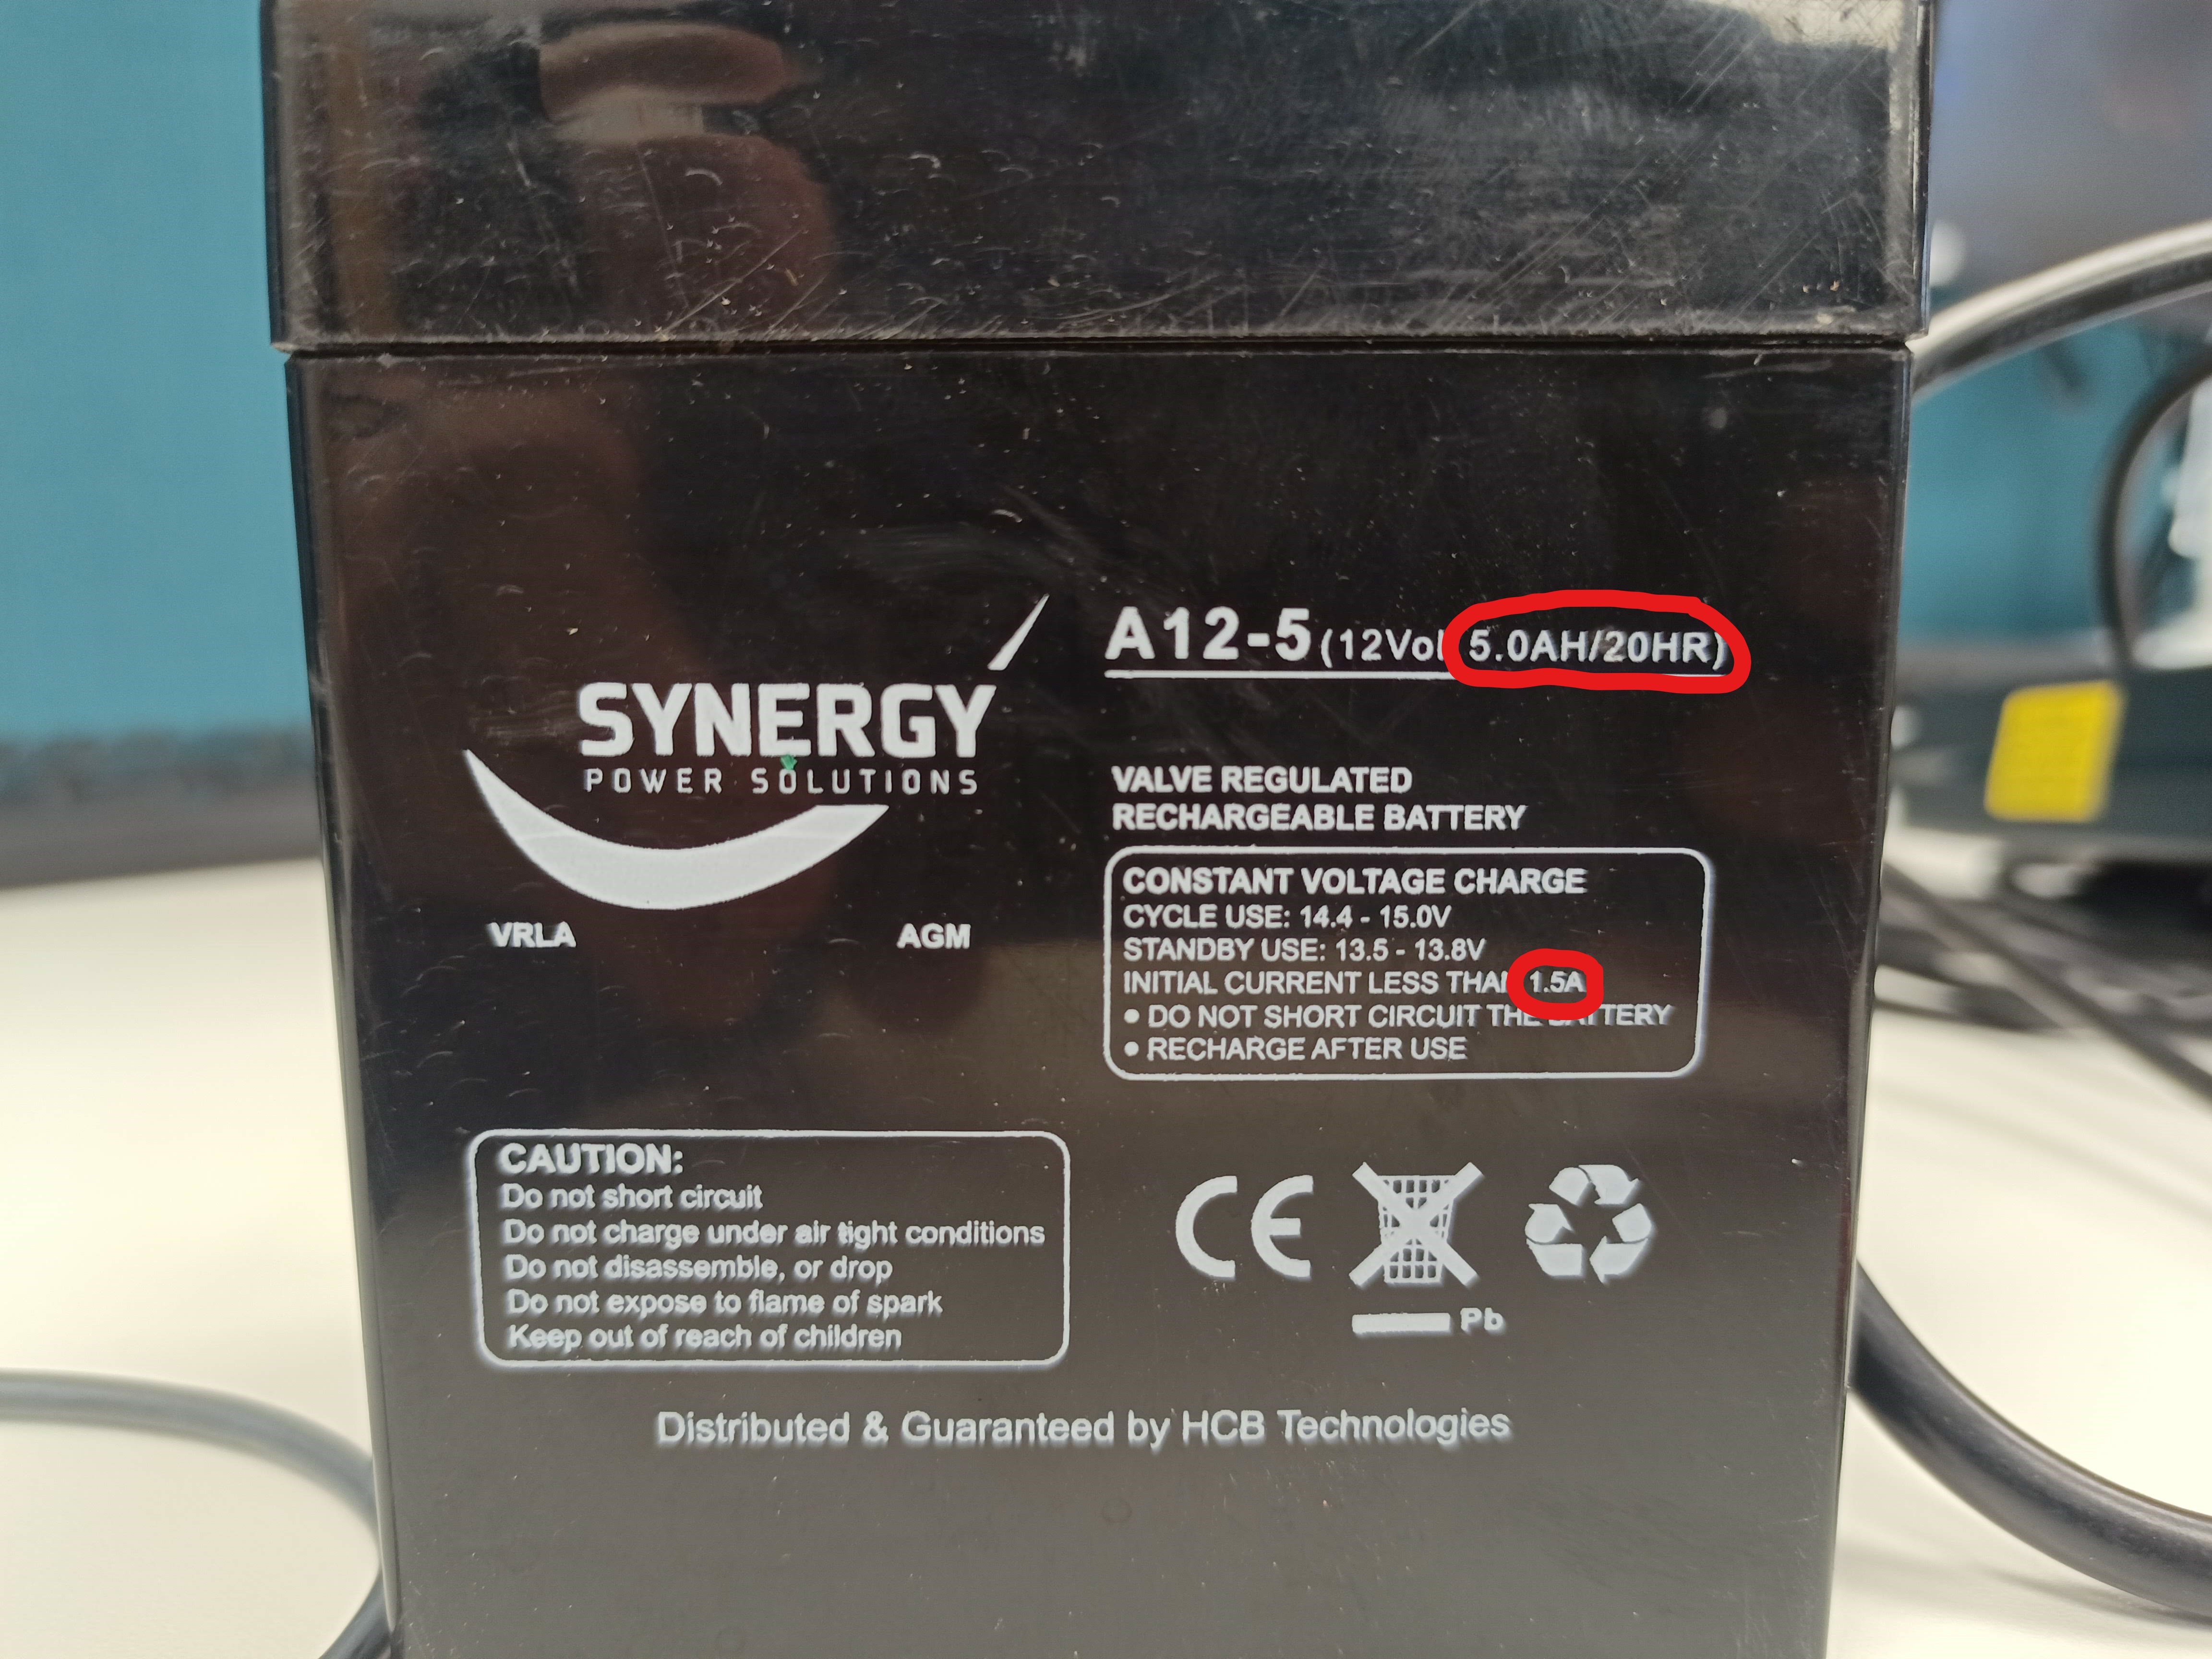 A12-5 (12Vol 5.0AH/20HR)
SYNERGY
POWER SOLUTIONS
VRLA AGM
VALVE REGULATED
RECHARGEABLE BATTERY
CONSTANT VOLTAGE CHARGE
CYCLE USE: 14.4 - 15.0V
STANDBY USE: 13.5 - 13.8V
INITIAL CURRENT LESS THAN 1.5A
• DO NOT SHORT CIRCUIT THE BATTERY
• RECHARGE AFTER USE
CAUTION:
Do not short circuit
Do not charge under air tight conditions
Do not disassemble, or drop
Do not expose to flame of spark
Keep out of reach of children
CE
Pb
Distributed & Guaranteed by HCB Technologies